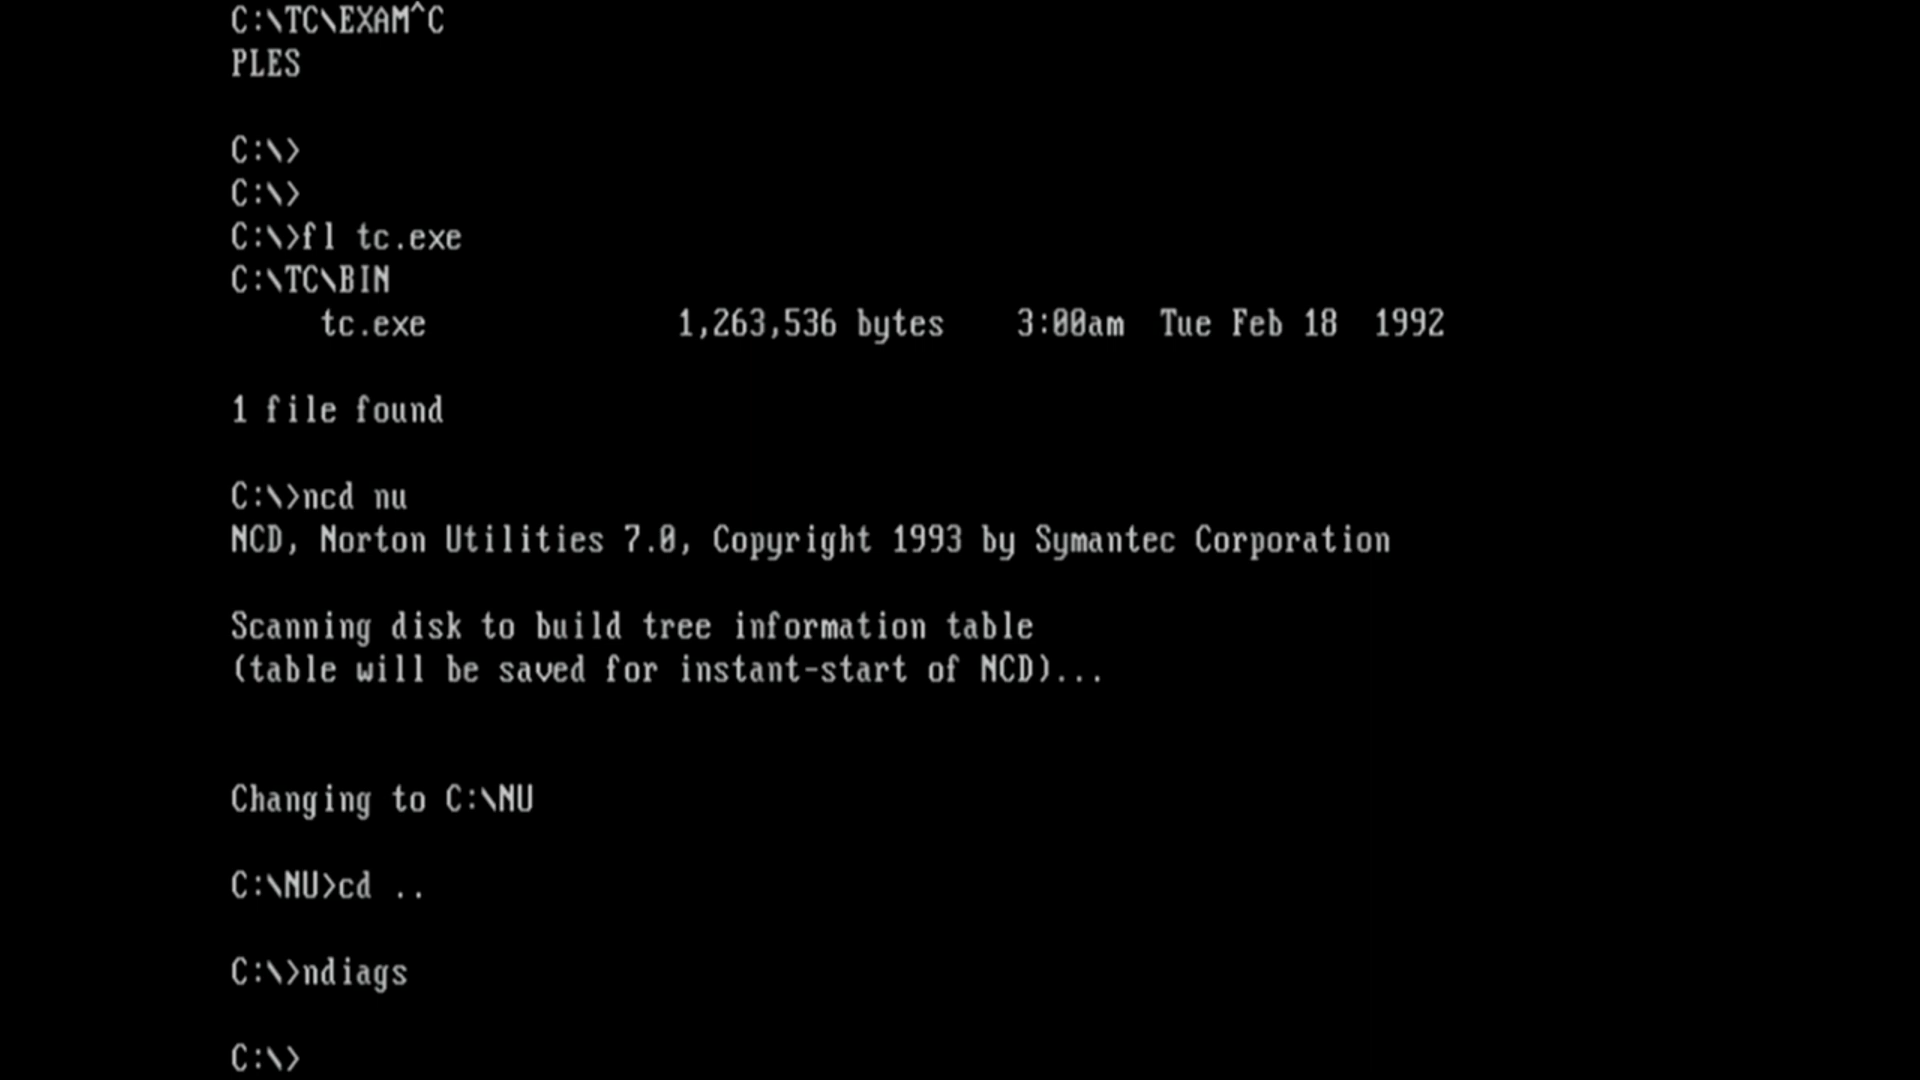 C:\TC\EXAM^C
PLES
C:\>
C:\>
C:\>fl tc.exe
C:\TC\BIN
tc.exe 1,263,536 bytes 3:00am Tue Feb 18 1992
1 file found
C:\>ncd nu
NCD, Norton Utilities 7.0, Copyright 1993 by Symantec Corporation
Scanning disk to build tree information table
(table will be saved for instant-start of NCD)...
Changing to C:\NU
C:\NU>cd ..
C:\>ndiags
C:\>